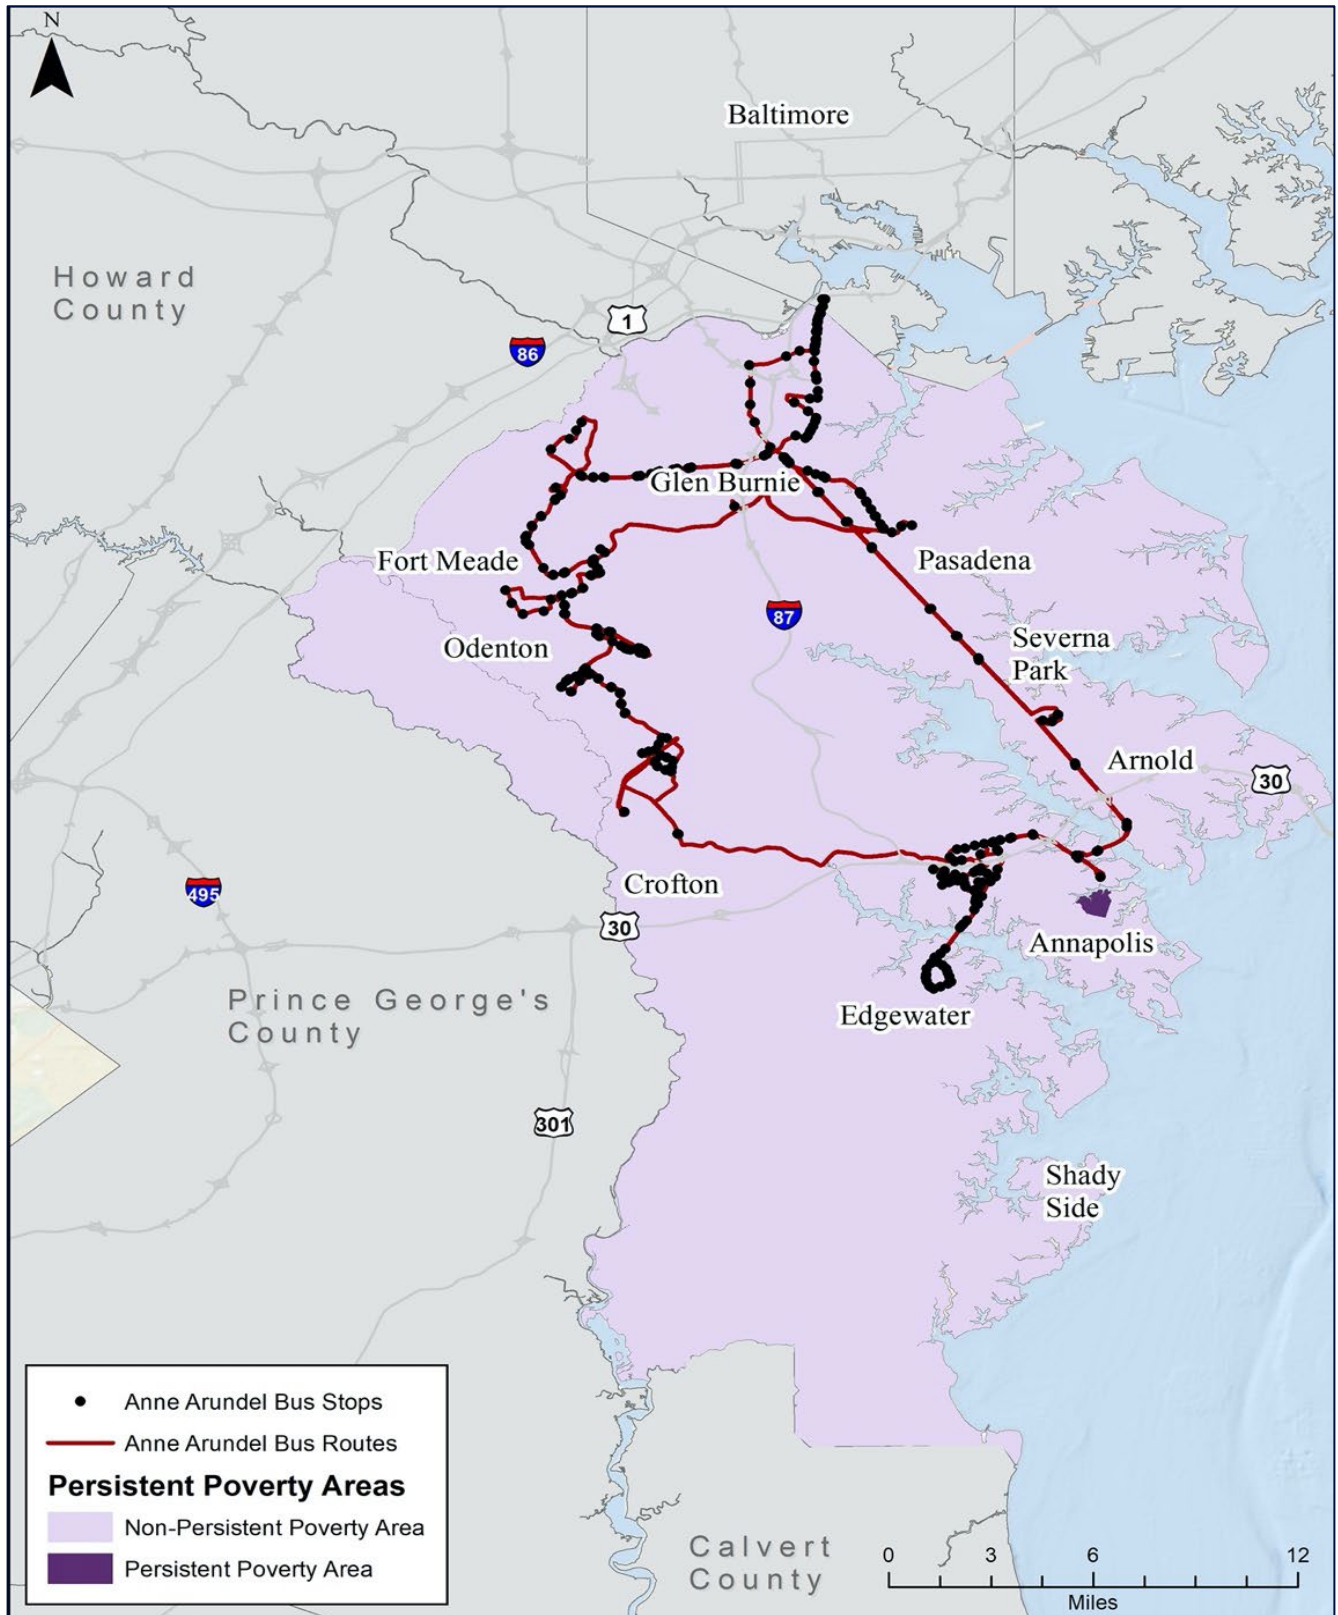 N
Baltimore
Howard
County
1
86
Glen Burnie
Fort Meade
Pasadena
87
Odenton
Severna
Park
Arnold
30
495
Crofton
30
Annapolis
Prince George's
County
Edgewater
301
Shady
Side
Anne Arundel Bus Stops
Anne Arundel Bus Routes
Persistent Poverty Areas
Non-Persistent Poverty Area
Persistent Poverty Area
Calvert
County
0 3 6 12
Miles